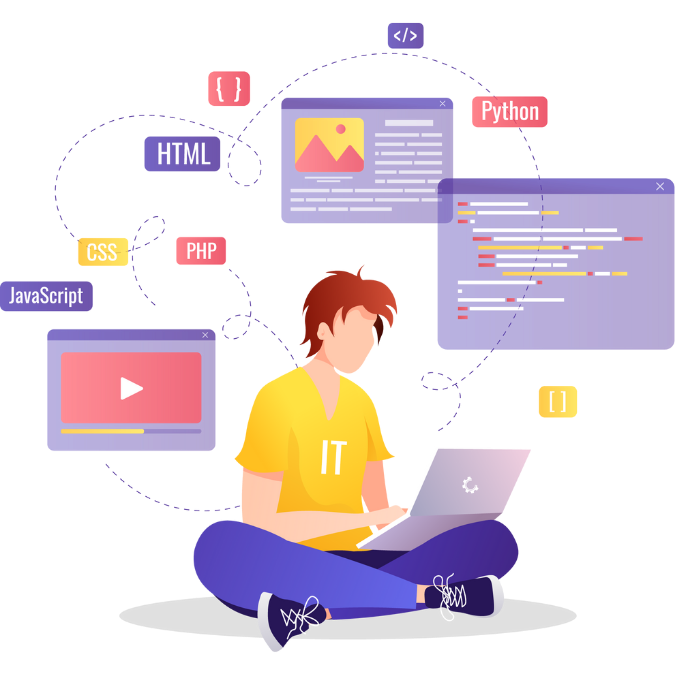 </>
{ }
Python
HTML
CSS
PHP
JavaScript
[ ]
IT